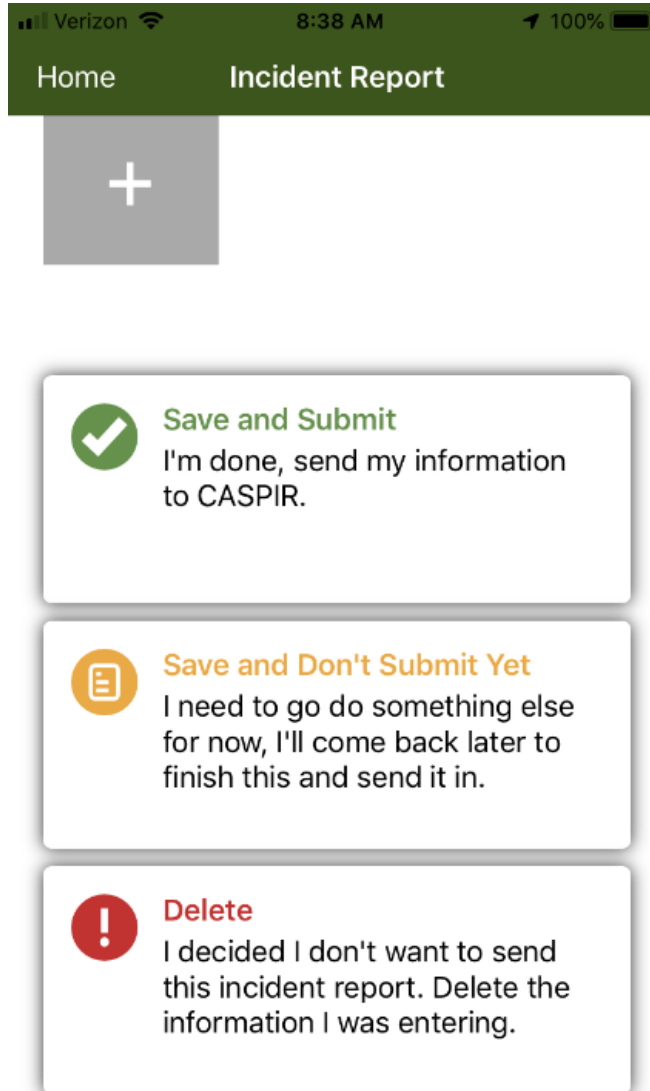 Verizon 8:38 AM 100%
Home Incident Report
+
Save and Submit
I'm done, send my information
to CASPIR.
Save and Don't Submit Yet
I need to go do something else
for now, I'll come back later to
finish this and send it in.
Delete
I decided I don't want to send
this incident report. Delete the
information I was entering.